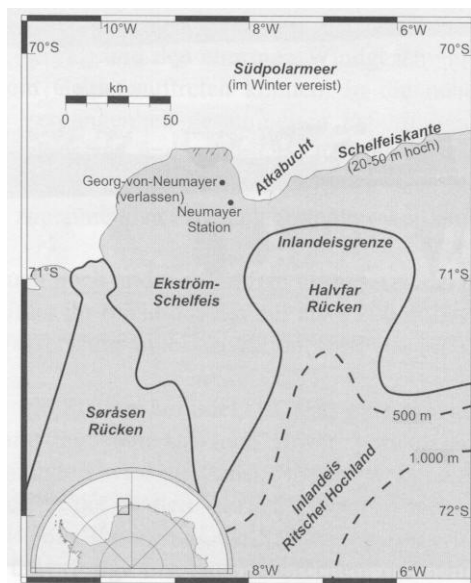 10°W
8°W
6°W
70°S
70°S
Südpolarmeer
(im Winter vereist)
km
0
50
Schelfeiskante
(20-50 m hoch)
Atkabucht
Georg-von-Neumayer
(verlassen)
Neumayer
Station
Inlandeisgrenze
71°S
71°S
Ekström-
Schelfeis
Halvfar
Rücken
Søråsen
Rücken
500 m
1.000 m
Inlandeis
Ritscher Hochland
72°S
8°W
6°W